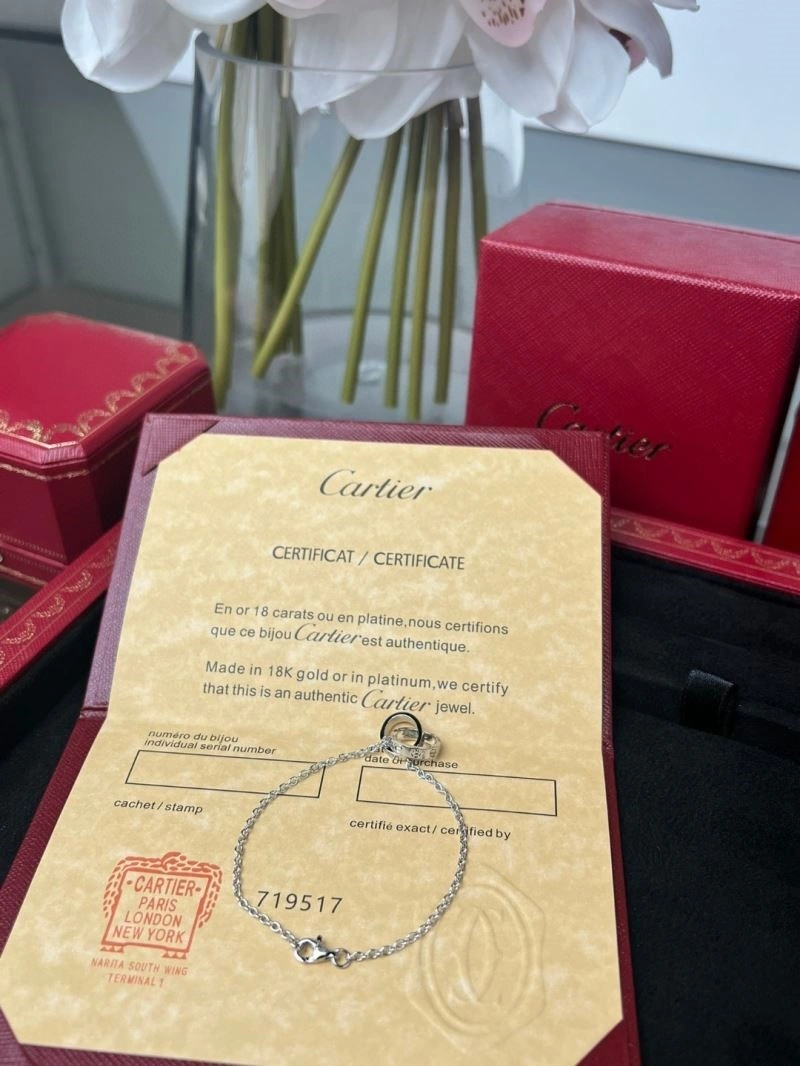 Cartier
Cartier
CERTIFICAT / CERTIFICATE
En or 18 carats ou en platine,nous certifions
que ce bijou Cartier est authentique.
Made in 18K gold or in platinum,we certify
that this is an authentic Cartier jewel.
numéro du bijou
individual serial number
date of purchase
cachet / stamp
certifié exact / certified by
719517
CARTIER
PARIS
LONDON
NEW YORK
NARITA SOUTH WING
TERMINAL 1